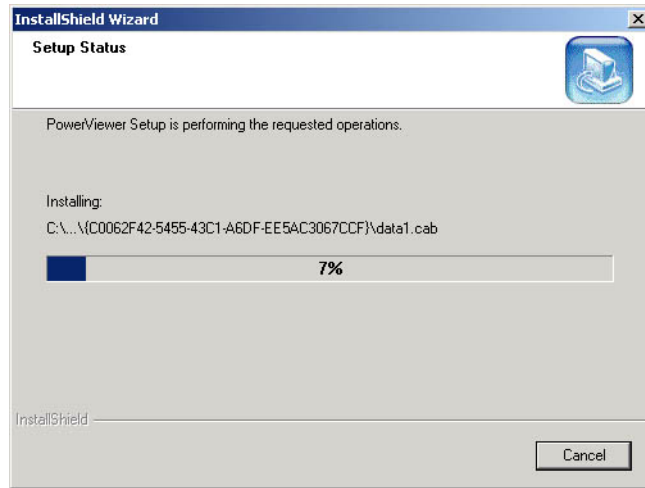 InstallShield Wizard
Setup Status
PowerViewer Setup is performing the requested operations.
Installing:
C:\...\{C0062F42-5455-43C1-A6DF-EE5AC3067CCF}\data1.cab
7%
InstallShield
Cancel